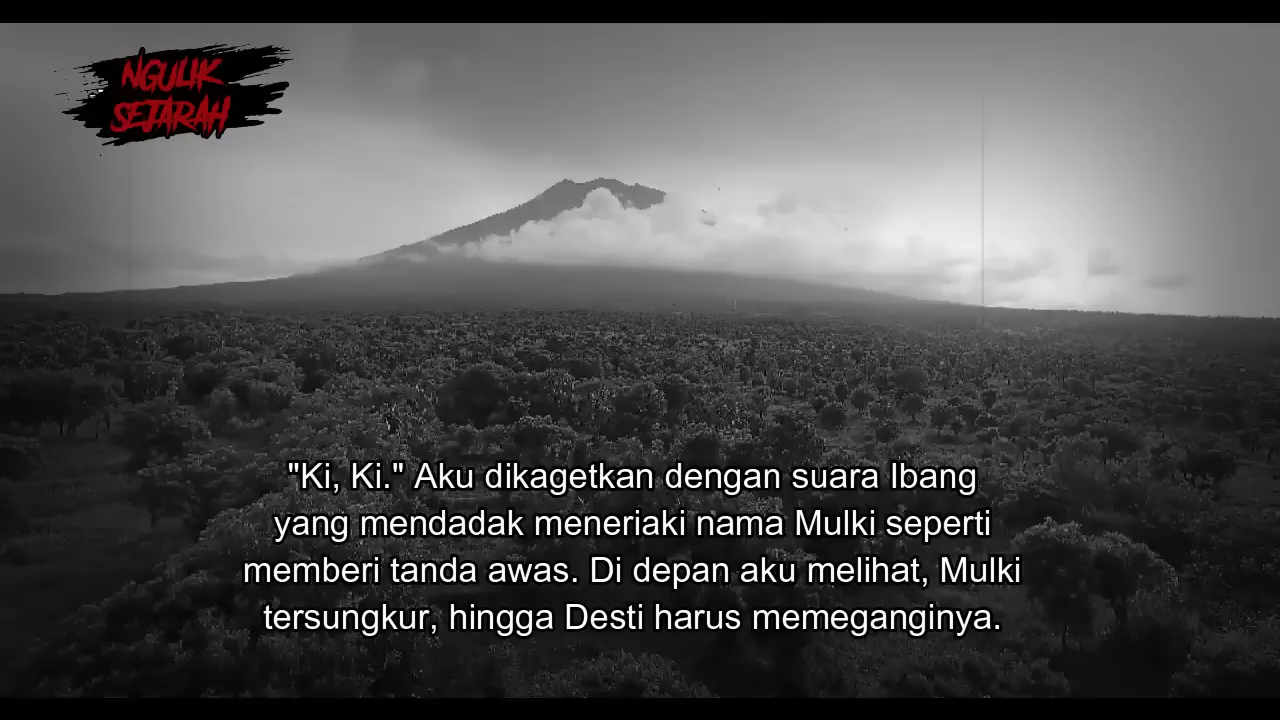 NGULIK
SEJARAH
"Ki, Ki." Aku dikagetkan dengan suara Ibang
yang mendadak meneriaki nama Mulki seperti
memberi tanda awas. Di depan aku melihat, Mulki
tersungkur, hingga Desti harus memeganginya.